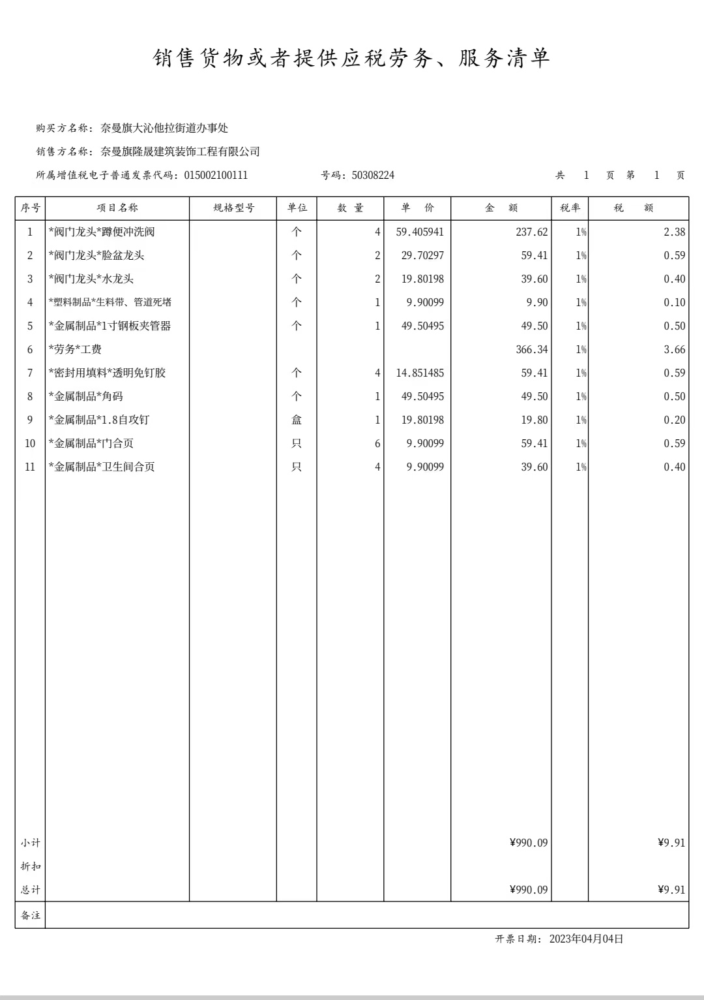 销售货物或者提供应税劳务、服务清单
购买方名称：奈曼旗大沁他拉街道办事处
销售方名称：奈曼旗隆晟建筑装饰工程有限公司
所属增值税电子普通发票代码：015002100111 号码：50308224 共 1 页 第 1 页
序号 项目名称 规格型号 单位 数 量 单 价 金 额 税率 税 额
1 *阀门龙头*蹲便冲洗阀 个 4 59.405941 237.62 1% 2.38
2 *阀门龙头*脸盆龙头 个 2 29.70297 59.41 1% 0.59
3 *阀门龙头*水龙头 个 2 19.80198 39.60 1% 0.40
4 *塑料制品*生料带、管道死堵 个 1 9.90099 9.90 1% 0.10
5 *金属制品*1寸钢板夹管器 个 1 49.50495 49.50 1% 0.50
6 *劳务*工费 366.34 1% 3.66
7 *密封用填料*透明免钉胶 个 4 14.851485 59.41 1% 0.59
8 *金属制品*角码 个 1 49.50495 49.50 1% 0.50
9 *金属制品*1.8自攻钉 盒 1 19.80198 19.80 1% 0.20
10 *金属制品*门合页 只 6 9.90099 59.41 1% 0.59
11 *金属制品*卫生间合页 只 4 9.90099 39.60 1% 0.40
小计 ¥990.09 ¥9.91
折扣
总计 ¥990.09 ¥9.91
备注
开票日期：2023年04月04日